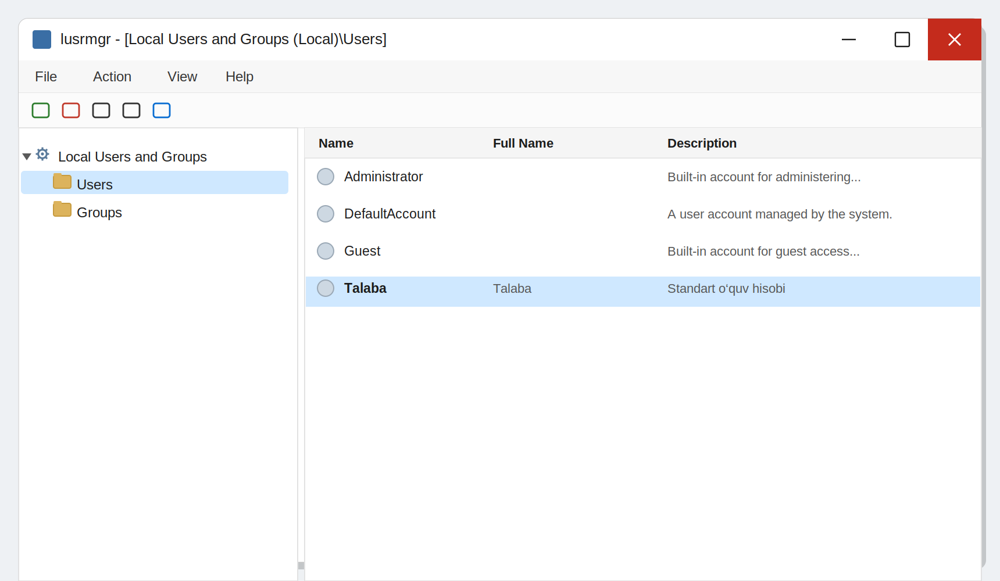 lusrmgr - [Local Users and Groups (Local)\Users]
File Action View Help
Local Users and Groups
Users
Groups
Name Full Name Description
Administrator Built-in account for administering...
DefaultAccount A user account managed by the system.
Guest Built-in account for guest access...
Talaba Talaba Standart o‘quv hisobi